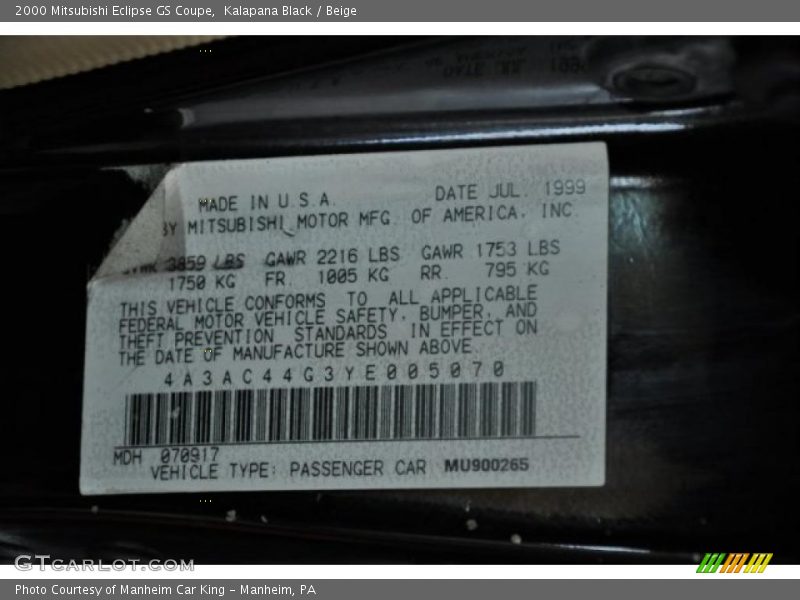 2000 Mitsubishi Eclipse GS Coupe,  Kalapana Black / Beige
MADE IN U.S.A.   DATE JUL. 1999
BY MITSUBISHI MOTOR MFG. OF AMERICA, INC.
3859 LBS  GAWR 2216 LBS  GAWR 1753 LBS
1750 KG  FR.  1005 KG  RR.  795 KG
THIS VEHICLE CONFORMS TO ALL APPLICABLE
FEDERAL MOTOR VEHICLE SAFETY, BUMPER, AND
THEFT PREVENTION STANDARDS IN EFFECT ON
THE DATE OF MANUFACTURE SHOWN ABOVE.
4A3AC44G3YE005070
MDH  070917
VEHICLE TYPE: PASSENGER CAR  MU900265
GTCARLOT.COM
Photo Courtesy of Manheim Car King - Manheim, PA